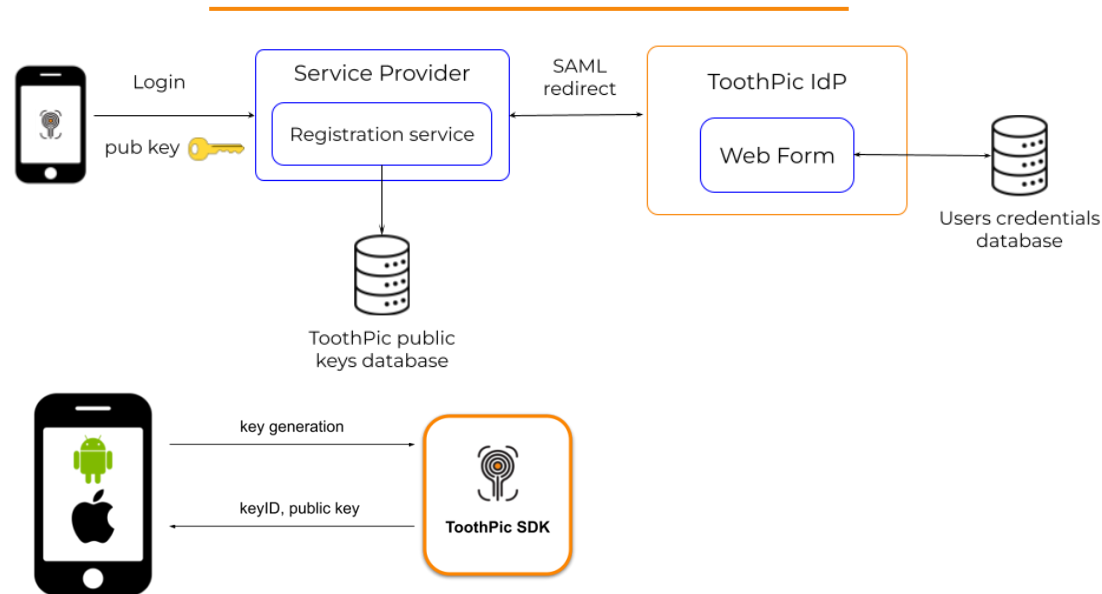 Login
pub key
Service Provider
Registration service
SAML
redirect
ToothPic IdP
Web Form
Users credentials
database
ToothPic public
keys database
key generation
keyID, public key
ToothPic SDK